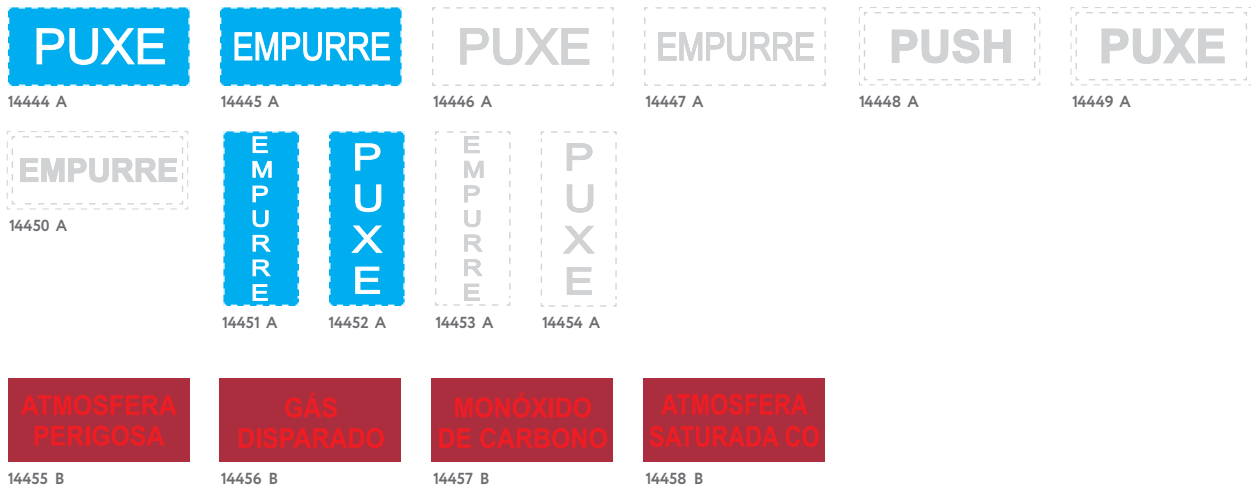 PUXE
EMPURRE
PUXE
EMPURRE
PUSH
PUXE
14444 A
14445 A
14446 A
14447 A
14448 A
14449 A
EMPURRE
14450 A
EMPURRE
PUXE
EMPURRE
PUXE
14451 A
14452 A
14453 A
14454 A
ATMOSFERA
PERIGOSA
GÁS
DISPARADO
MONÓXIDO
DE CARBONO
ATMOSFERA
SATURADA CO
14455 B
14456 B
14457 B
14458 B